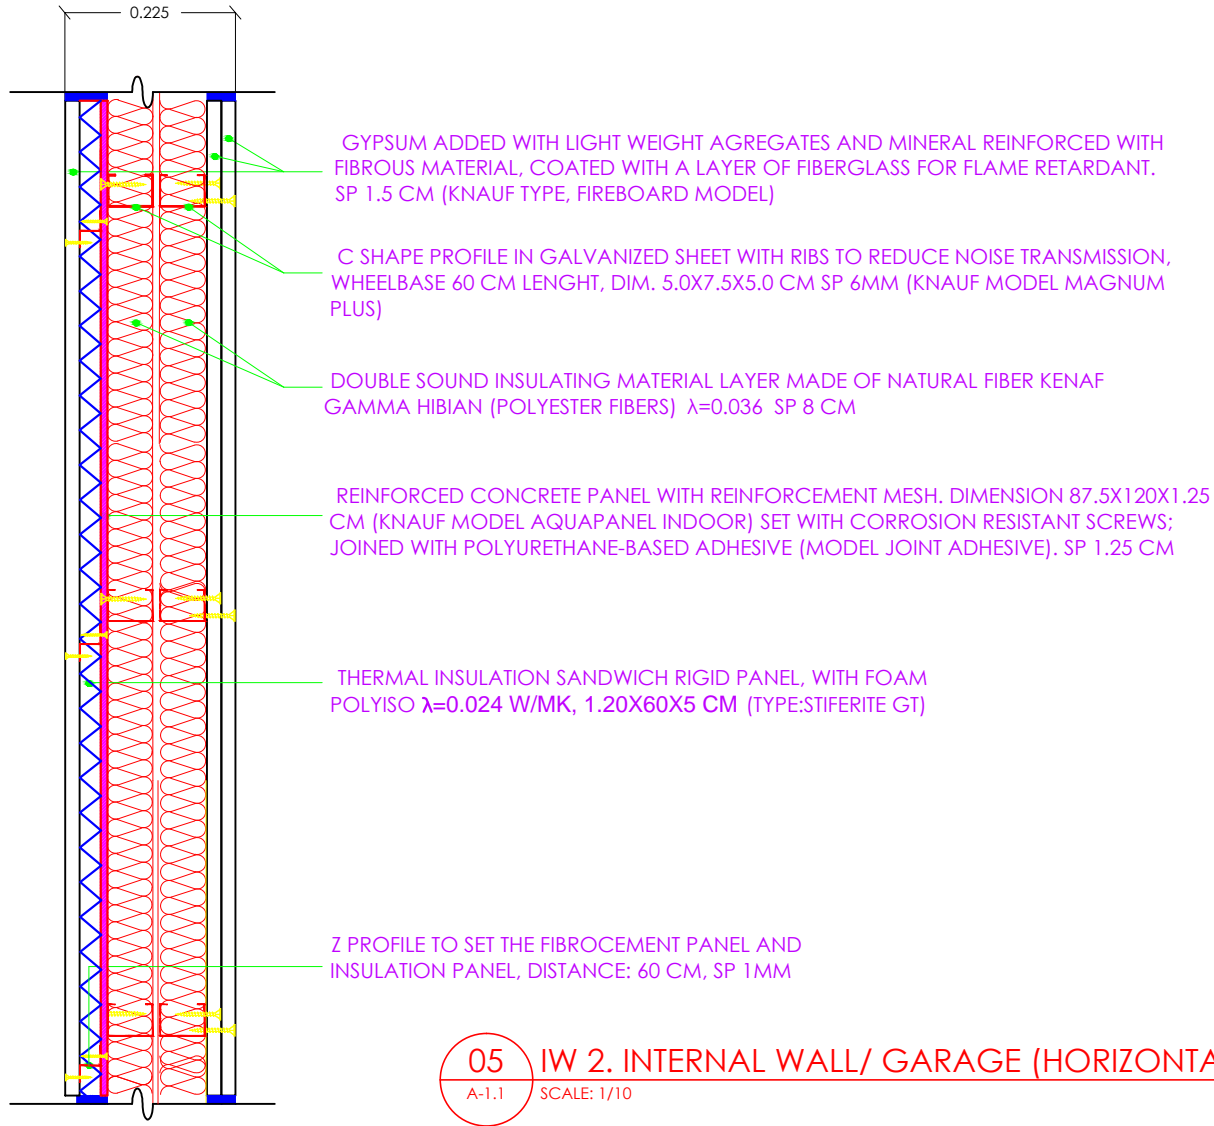 0.225
GYPSUM ADDED WITH LIGHT WEIGHT AGREGATES AND MINERAL REINFORCED WITH
FIBROUS MATERIAL, COATED WITH A LAYER OF FIBERGLASS FOR FLAME RETARDANT.
SP 1.5 CM (KNAUF TYPE, FIREBOARD MODEL)
C SHAPE PROFILE IN GALVANIZED SHEET WITH RIBS TO REDUCE NOISE TRANSMISSION,
WHEELBASE 60 CM LENGHT, DIM. 5.0X7.5X5.0 CM SP 6MM (KNAUF MODEL MAGNUM
PLUS)
DOUBLE SOUND INSULATING MATERIAL LAYER MADE OF NATURAL FIBER KENAF
GAMMA HIBIAN (POLYESTER FIBERS) λ=0.036 SP 8 CM
REINFORCED CONCRETE PANEL WITH REINFORCEMENT MESH. DIMENSION 87.5X120X1.25
CM (KNAUF MODEL AQUAPANEL INDOOR) SET WITH CORROSION RESISTANT SCREWS;
JOINED WITH POLYURETHANE-BASED ADHESIVE (MODEL JOINT ADHESIVE). SP 1.25 CM
THERMAL INSULATION SANDWICH RIGID PANEL, WITH FOAM
POLYISO λ=0.024 W/MK, 1.20X60X5 CM (TYPE:STIFERITE GT)
Z PROFILE TO SET THE FIBROCEMENT PANEL AND
INSULATION PANEL, DISTANCE: 60 CM, SP 1MM
05 IW 2. INTERNAL WALL/ GARAGE (HORIZONTA
A-1.1 SCALE: 1/10